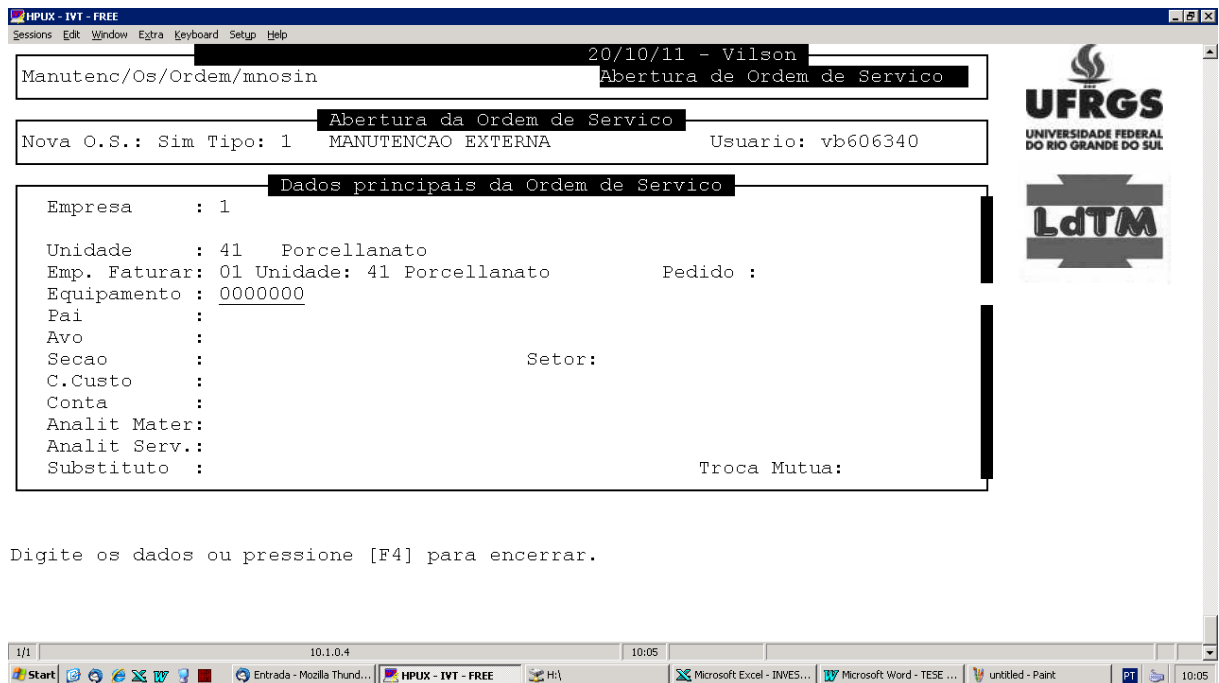 HPUX - IVT - FREE
Sessions Edit Window Extra Keyboard Setup Help
20/10/11 - Vilson
Manutenc/Os/Ordem/mnosin Abertura de Ordem de Servico
Abertura da Ordem de Servico
Nova O.S.: Sim Tipo: 1 MANUTENCAO EXTERNA Usuario: vb606340
Dados principais da Ordem de Servico
Empresa : 1
Unidade : 41 Porcellanato
Emp. Faturar: 01 Unidade: 41 Porcellanato Pedido :
Equipamento : 0000000
Pai :
Avo :
Secao : Setor:
C.Custo :
Conta :
Analit Mater:
Analit Serv.:
Substituto : Troca Mutua:
Digite os dados ou pressione [F4] para encerrar.
UFRGS
UNIVERSIDADE FEDERAL
DO RIO GRANDE DO SUL
LdTM
1/1 10.1.0.4 10:05
Start Entrada - Mozilla Thund... HPUX - IVT - FREE H:\ Microsoft Excel - INVES... Microsoft Word - TESE ... untitled - Paint PT 10:05